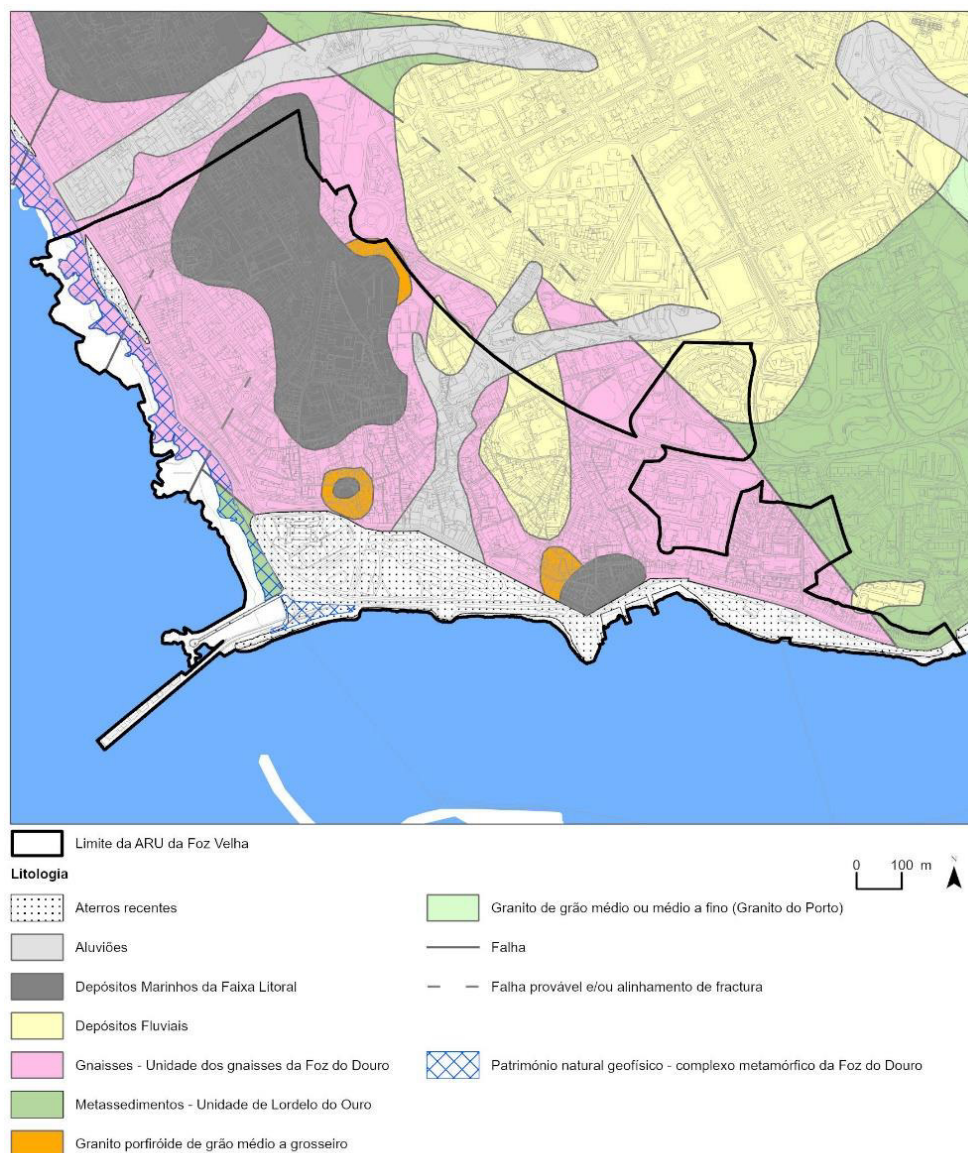 Limite da ARU da Foz Velha
Litologia
Aterros recentes
Aluviões
Depósitos Marinhos da Faixa Litoral
Depósitos Fluviais
Gnaisses - Unidade dos gnaisses da Foz do Douro
Metassedimentos - Unidade de Lordelo do Ouro
Granito porfiróide de grão médio a grosseiro
0 100 m
N
Granito de grão médio ou médio a fino (Granito do Porto)
Falha
Falha provável e/ou alinhamento de fractura
Património natural geofísico - complexo metamórfico da Foz do Douro